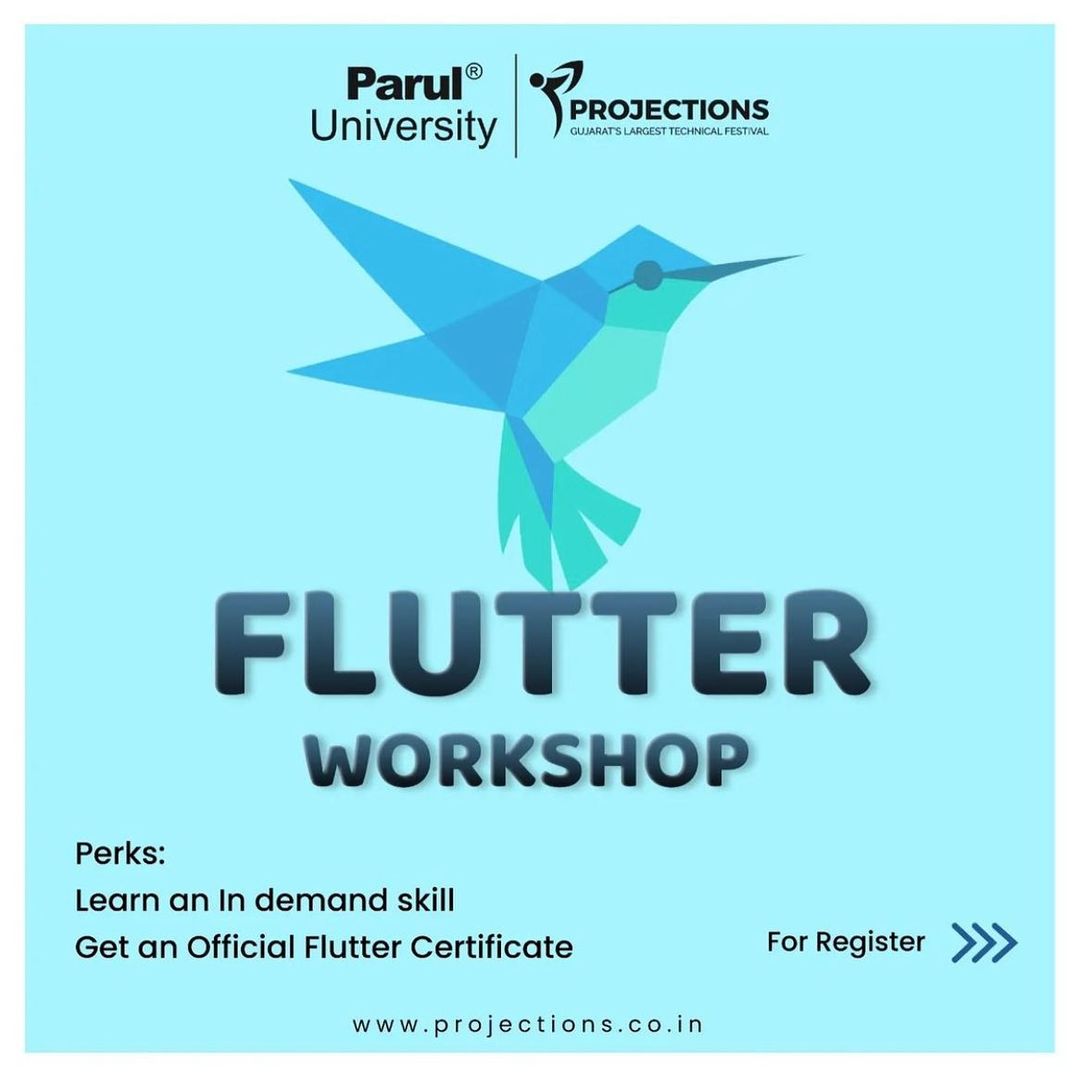 Parul®
University
PROJECTIONS
GUJARAT'S LARGEST TECHNICAL FESTIVAL
FLUTTER
WORKSHOP
Perks:
Learn an In demand skill
Get an Official Flutter Certificate
For Register
www.projections.co.in